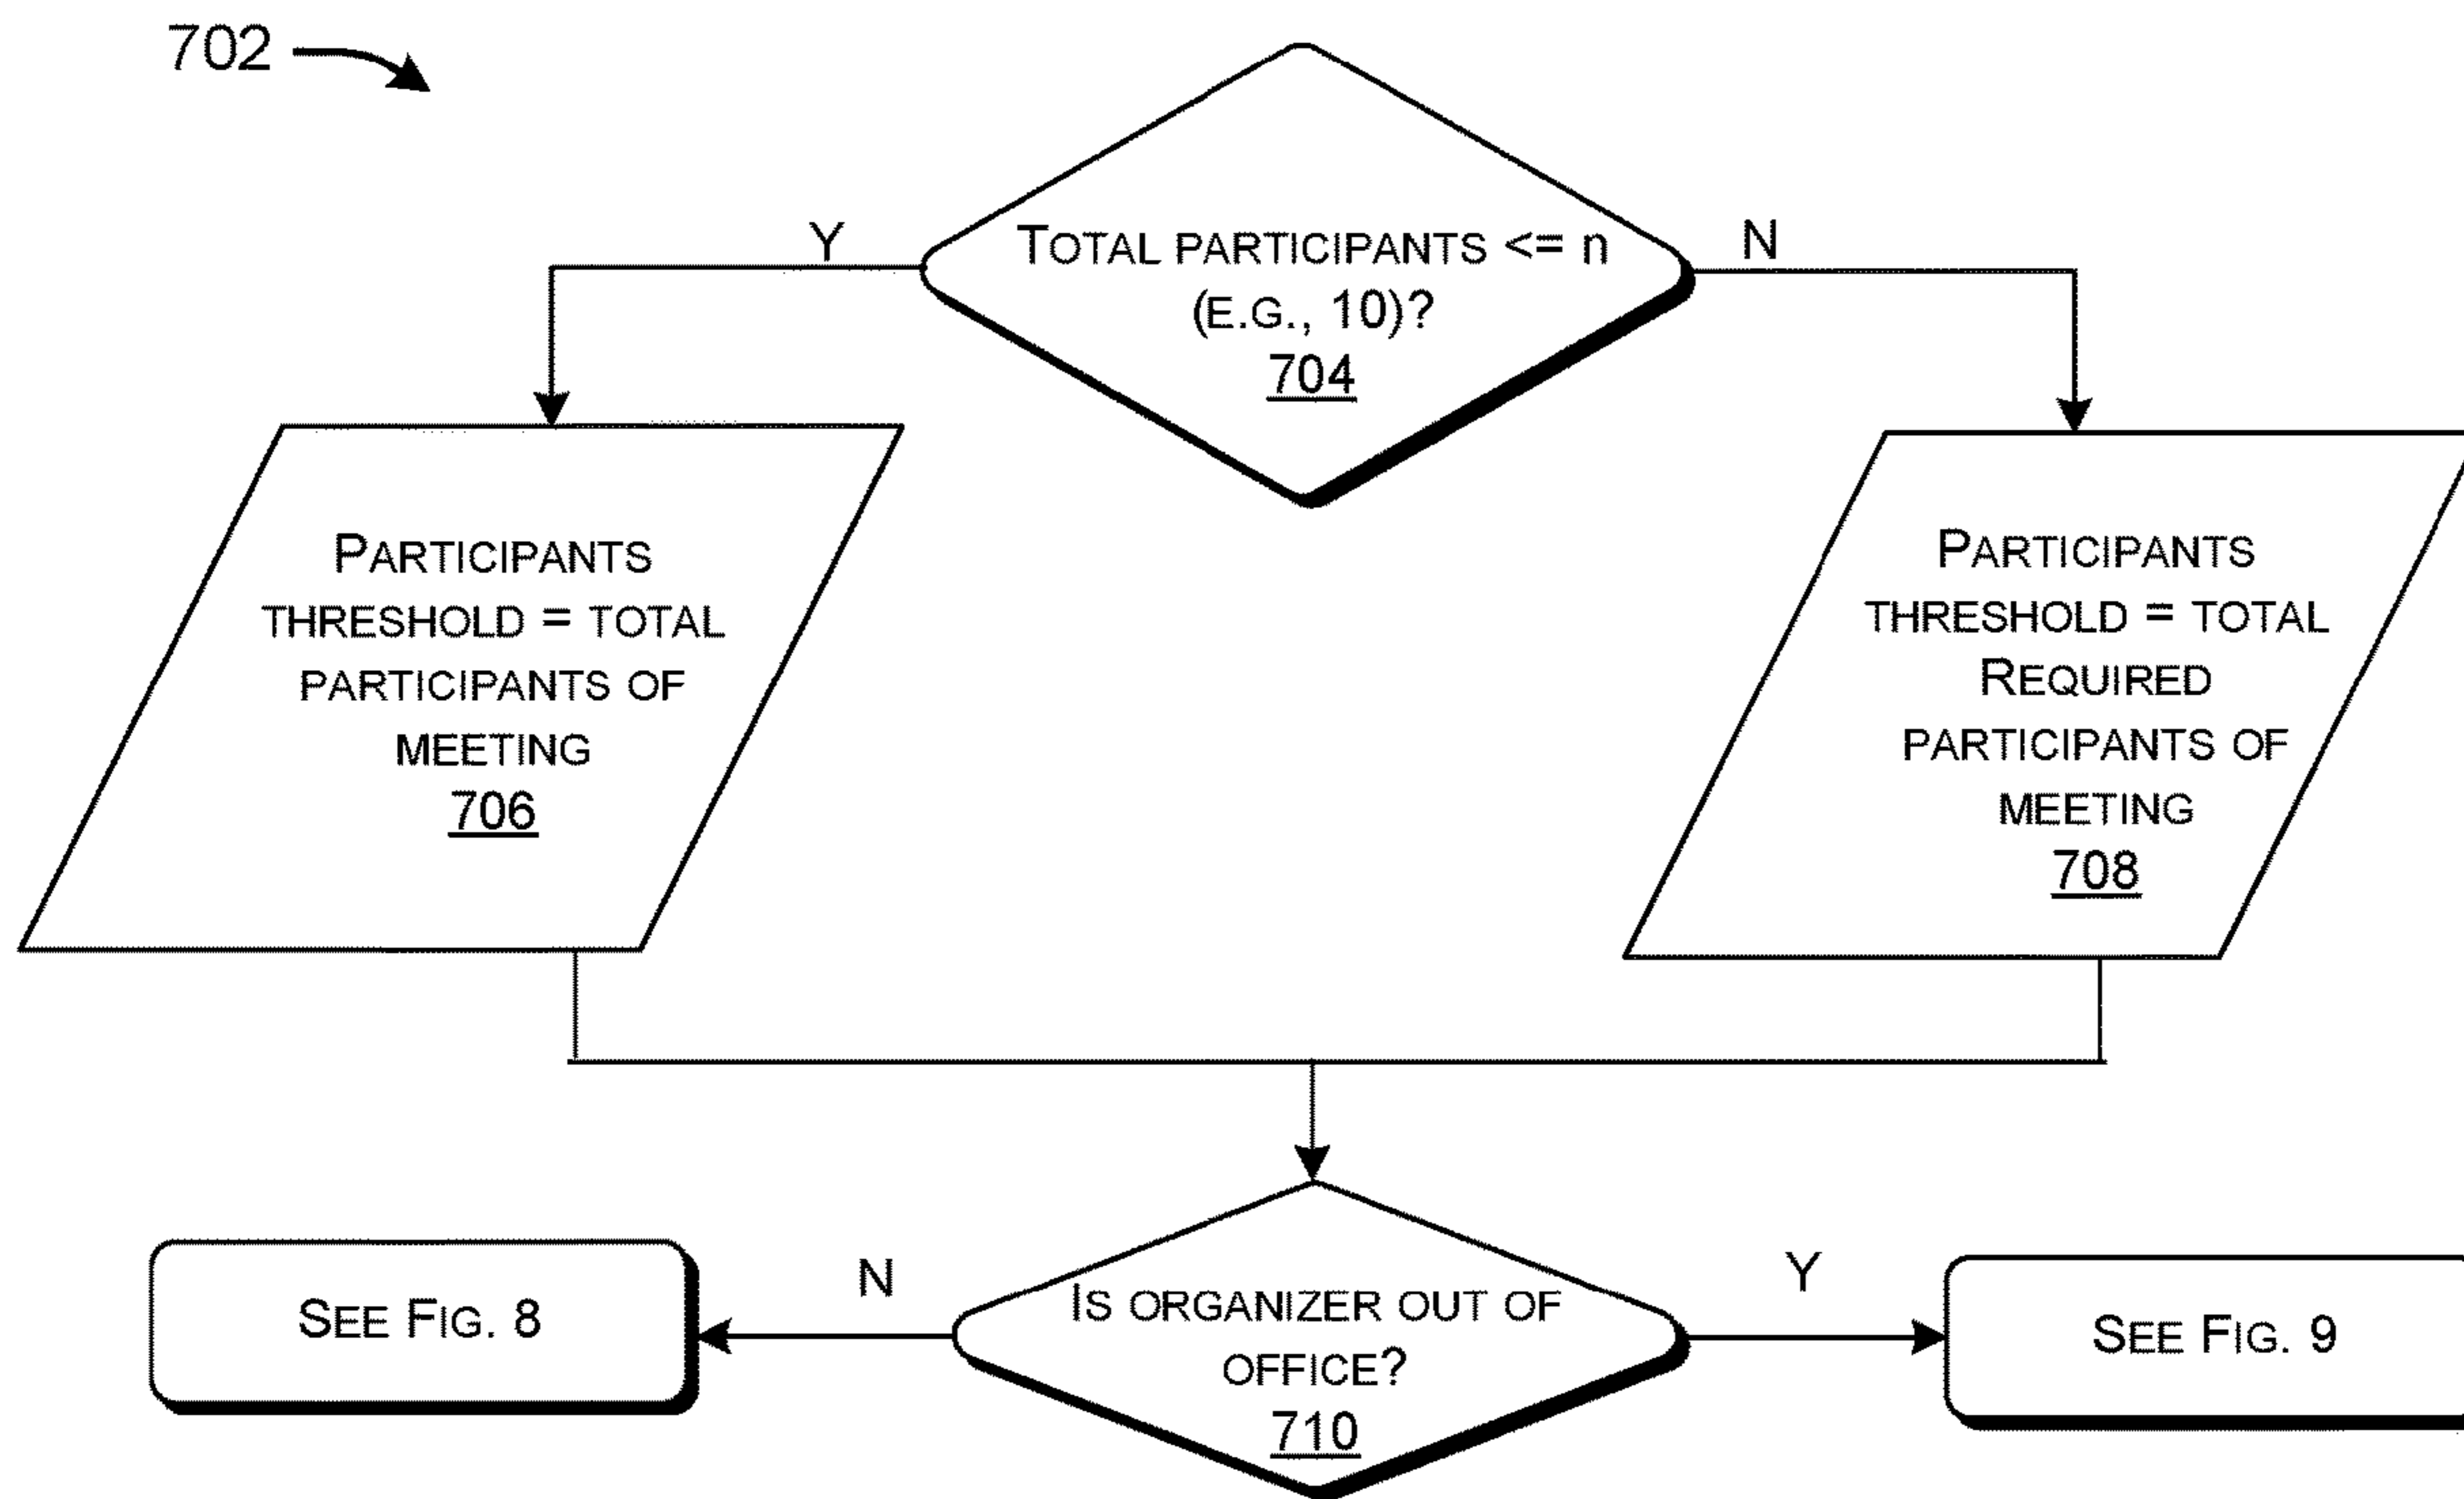 702
TOTAL PARTICIPANTS <= n
(E.G., 10)?
704
Y
N
PARTICIPANTS
THRESHOLD = TOTAL
PARTICIPANTS OF
MEETING
706
PARTICIPANTS
THRESHOLD = TOTAL
REQUIRED
PARTICIPANTS OF
MEETING
708
IS ORGANIZER OUT OF
OFFICE?
710
N
Y
SEE FIG. 8
SEE FIG. 9